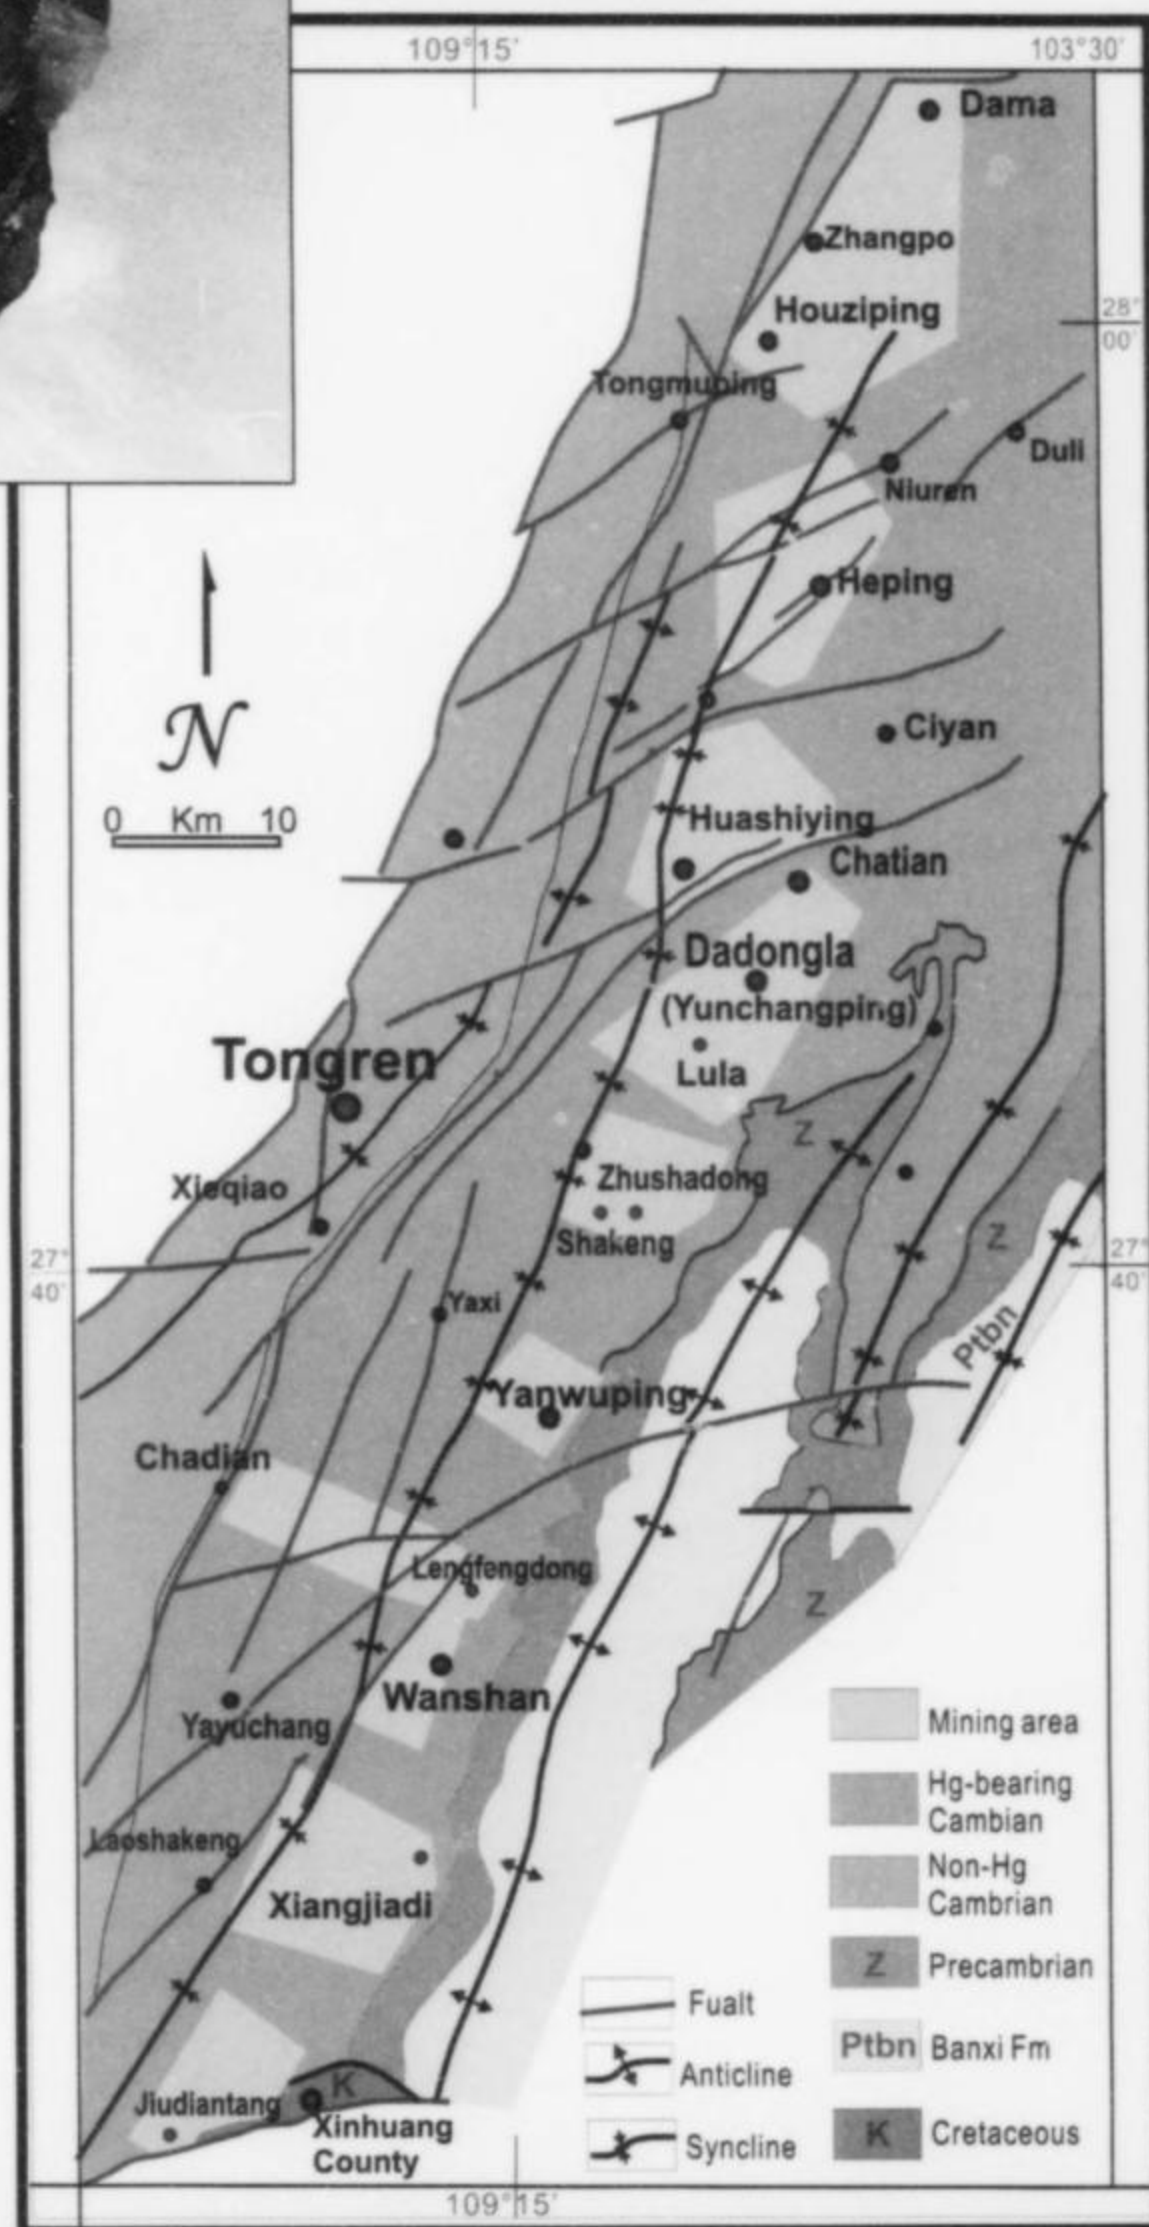 109°15'
103°30'
Dama
Zhangpo
Houziping
28°
00'
Tongmuping
Duli
Niuren
Heping
N
Ciyan
0 Km 10
Huashiying
Chatian
Dadongla
(Yunchangping)
Tongren
Lula
Z
Zhushadong
Xieqiao
Shakeng
Z
27°
40'
27°
40'
Yaxi
Ptbn
Yanwuping
Chadian
Lengfengdong
Z
Wanshan
Yayuchang
Laoshakeng
Xiangjiadi
Jiudiantang
K
Xinhuang
County
Mining area
Hg-bearing
Cambian
Non-Hg
Cambrian
Z Precambrian
Fualt
Ptbn Banxi Fm
Anticline
K Cretaceous
Syncline
109°15'